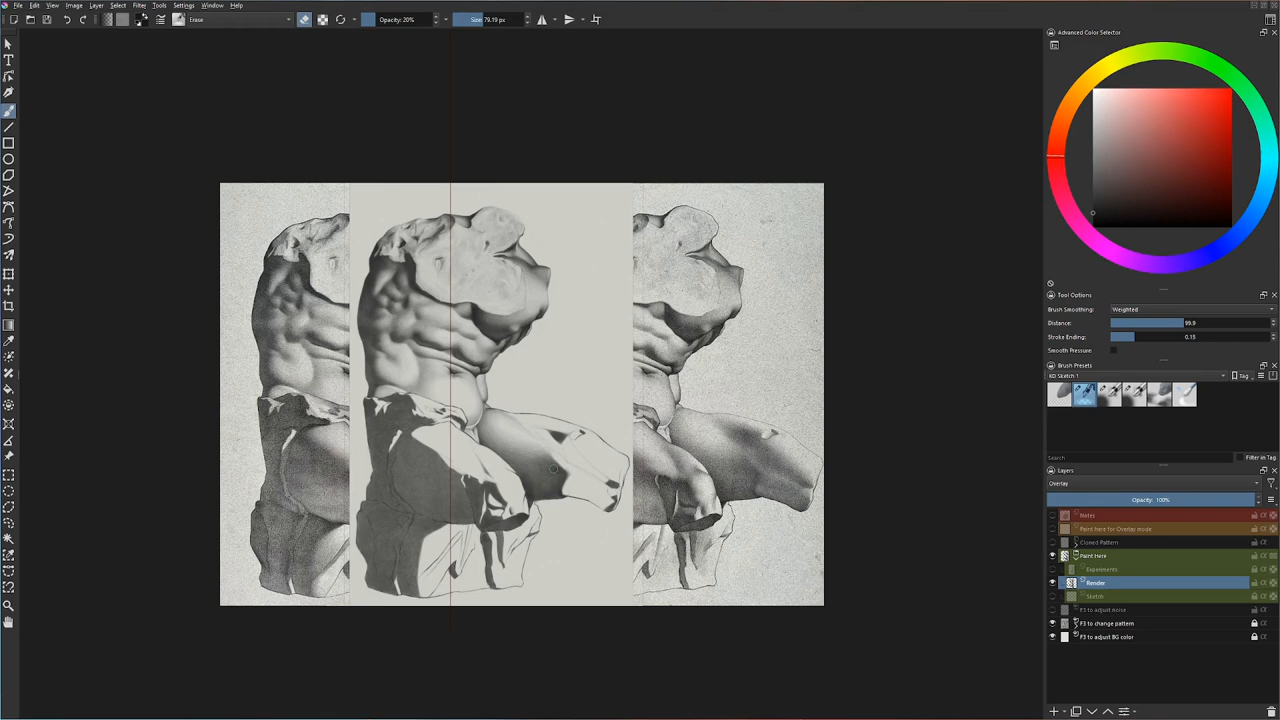 File Edit View Image Layer Select Filter Tools Settings Window Help
Erase Opacity: 20% Size: 79.19 px
Advanced Color Selector
Tool Options
Brush Smoothing: Weighted
Distance: 99.9
Stroke Ending: 0.15
Smooth Pressure:
Brush Presets
KD Sketch 1 Tag
Search Filter in Tag
Layers
Overlay
Opacity: 100%
Notes
Paint here for Overlay mode
Cloned Pattern
Paint Here
Experiments
Render
Sketch
F3 to adjust noise
F3 to change pattern
F3 to adjust BG color